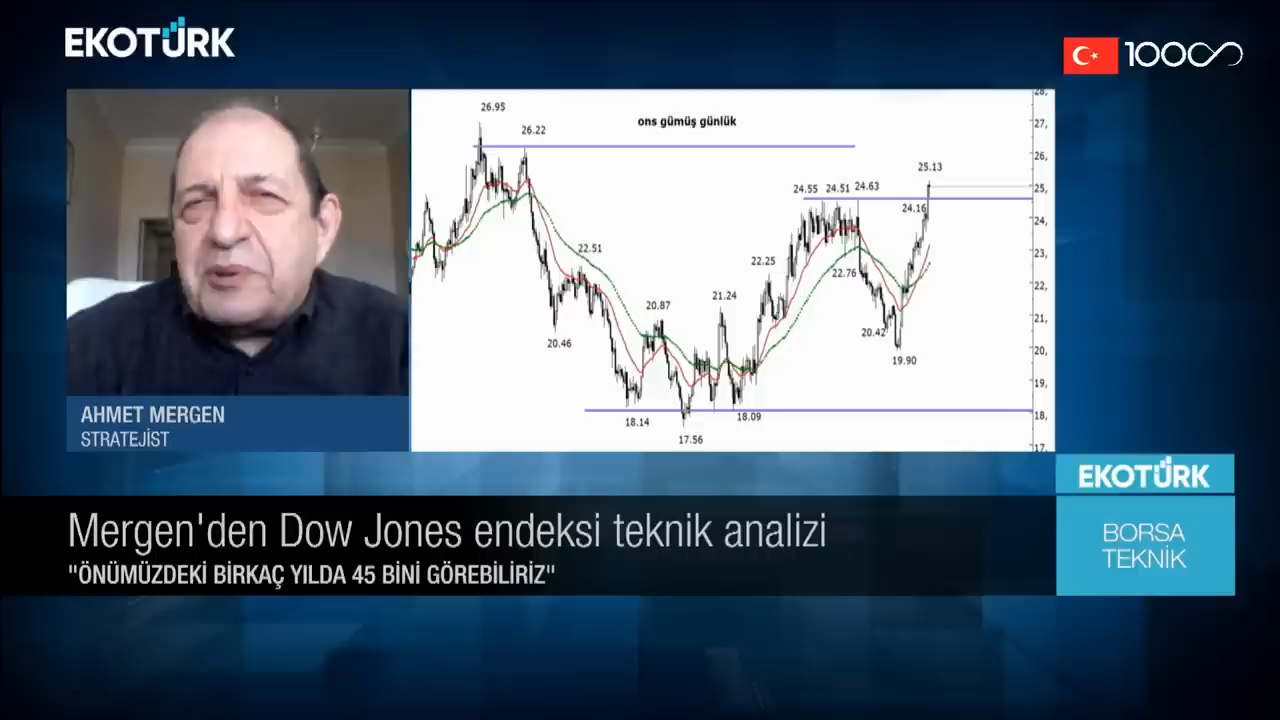 EKOTÜRK
100
ons gümüş günlük
26.95
26.22
22.51
20.46
20.87
18.14
17.56
21.24
18.09
22.25
24.55 24.51 24.63
22.76
20.42
19.90
24.16
25.13
28,
27,
26,
25,
24,
23,
22,
21,
20,
19,
18,
17,
AHMET MERGEN
STRATEJİST
EKOTÜRK
BORSA
TEKNİK
Mergen'den Dow Jones endeksi teknik analizi
"ÖNÜMÜZDEKİ BİRKAÇ YILDA 45 BİNİ GÖREBİLİRİZ"